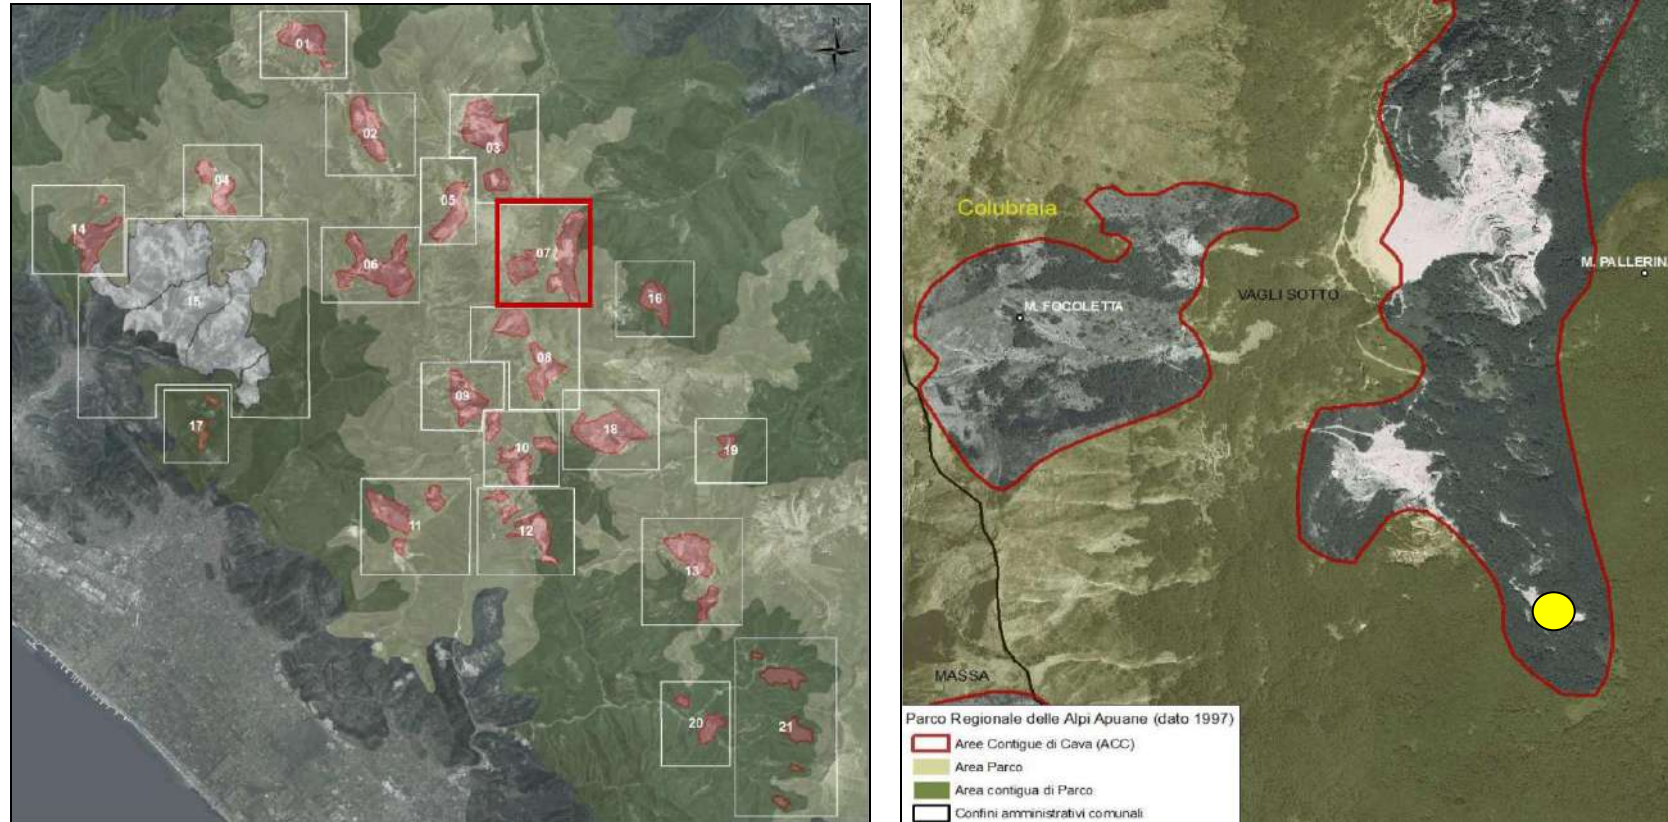 N
01
02
03
04
05
14
07
06
15
16
08
09
17
18
10
19
11
12
13
20
21
Colubraia
M. PALLERIN
VAGLI SOTTO
M. FOCOLETTA
MASSA
Parco Regionale delle Alpi Apuane (dato 1997)
Aree Contigue di Cava (ACC)
Area Parco
Area contigua di Parco
Confini amministrativi comunali